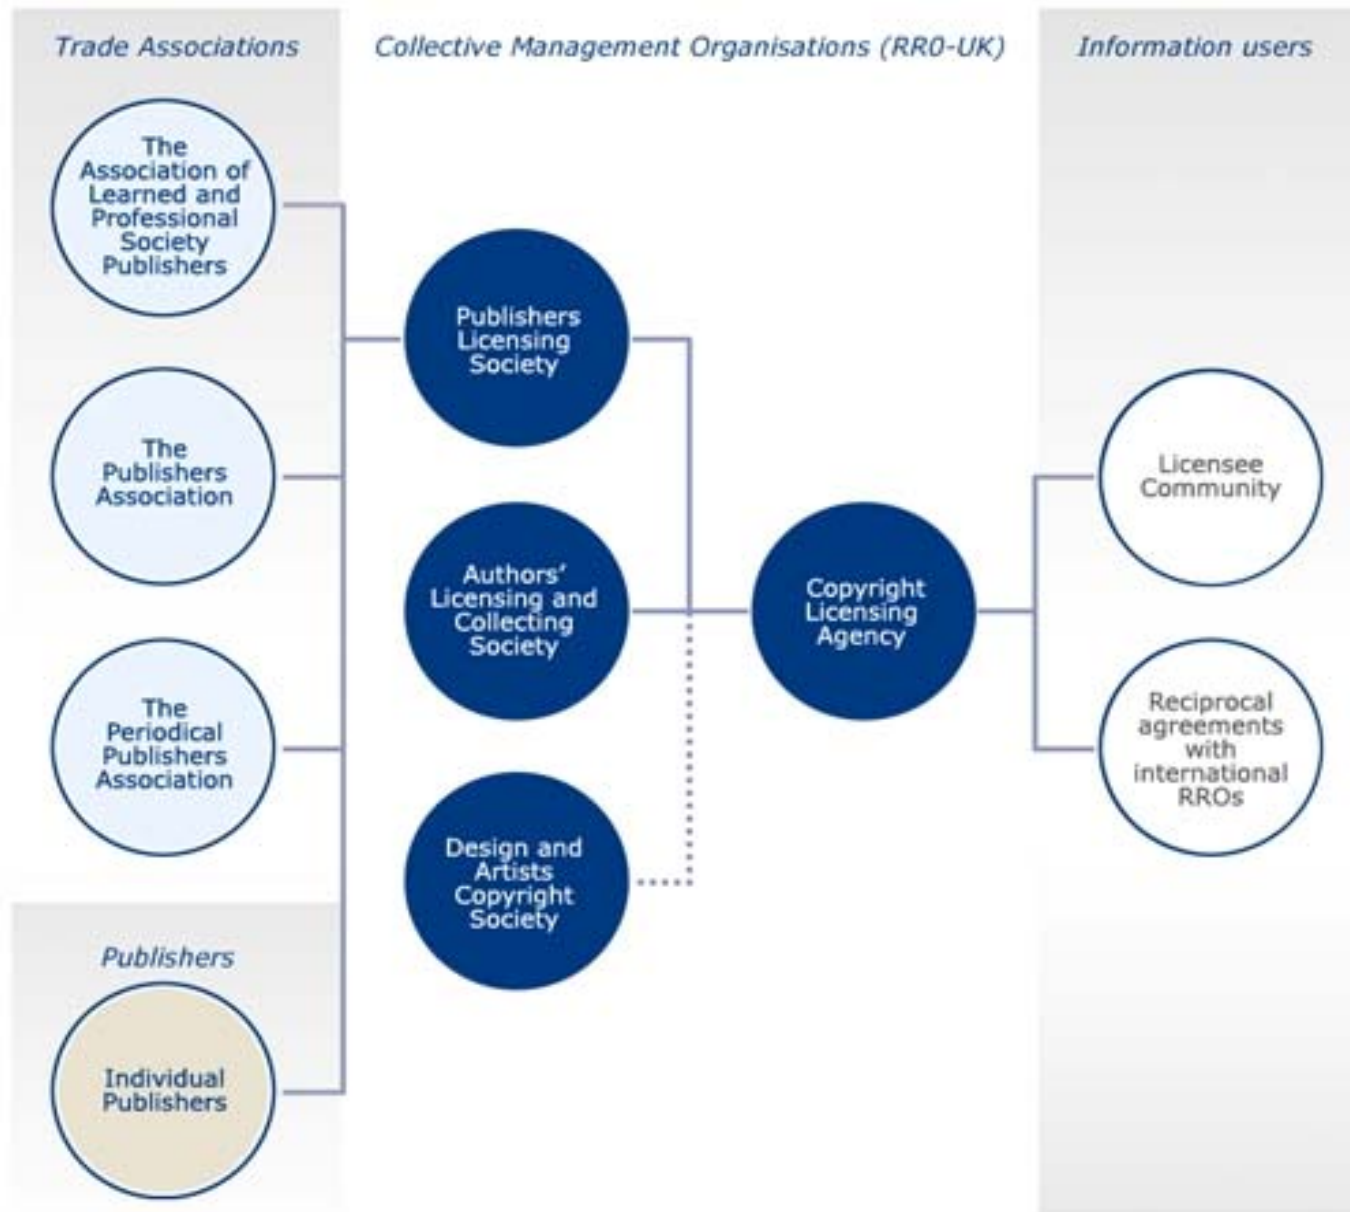 Trade Associations
Collective Management Organisations (RR0-UK)
Information users
The
Association of
Learned and
Professional
Society
Publishers
The
Publishers
Association
The
Periodical
Publishers
Association
Publishers
Individual
Publishers
Publishers
Licensing
Society
Authors’
Licensing and
Collecting
Society
Design and
Artists
Copyright
Society
Copyright
Licensing
Agency
Licensee
Community
Reciprocal
agreements
with
international
RROs